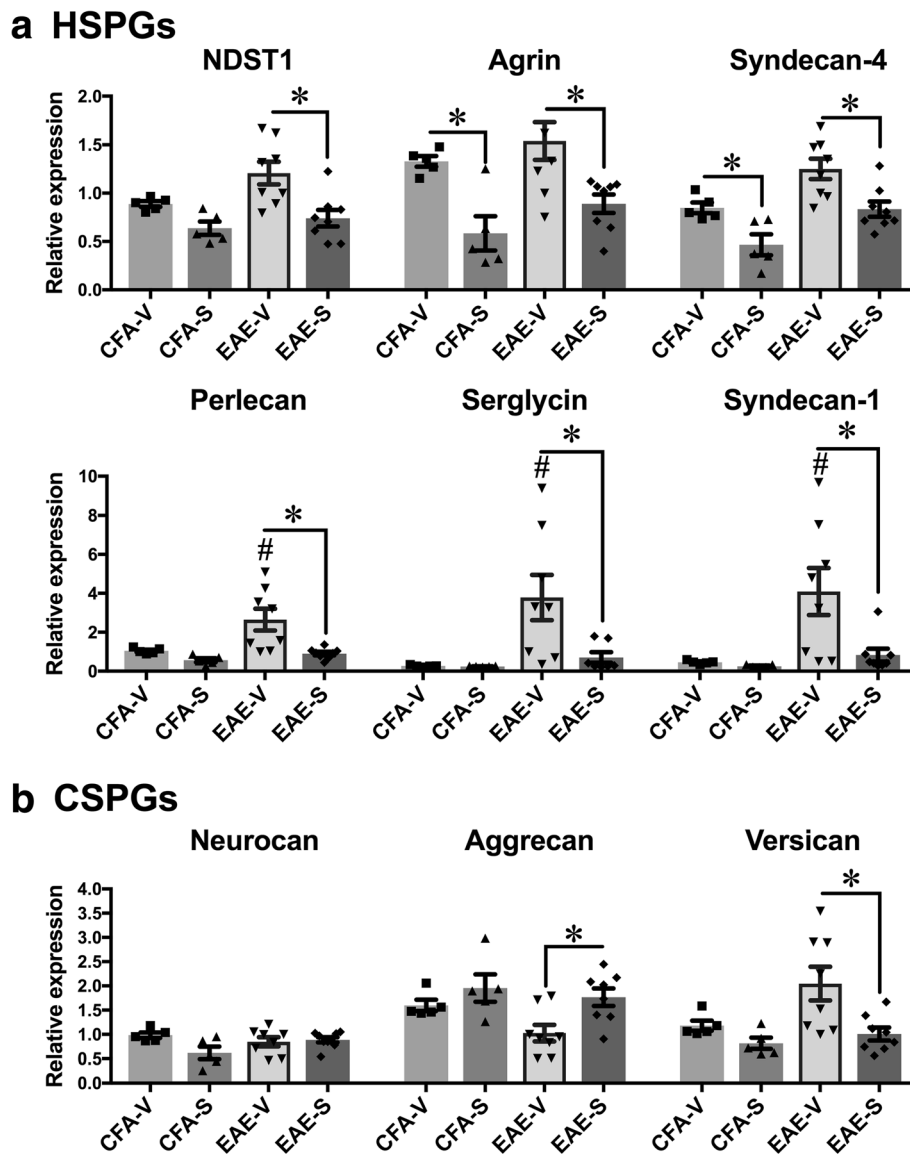 a HSPGs
NDST1 Agrin Syndecan-4
Relative expression
2.0
1.5
1.0
0.5
0.0
* * * * *
CFA-V CFA-S EAE-V EAE-S CFA-V CFA-S EAE-V EAE-S CFA-V CFA-S EAE-V EAE-S
Perlecan Serglycin Syndecan-1
Relative expression
10
8
6
4
2
0
# * # * # *
CFA-V CFA-S EAE-V EAE-S CFA-V CFA-S EAE-V EAE-S CFA-V CFA-S EAE-V EAE-S
b CSPGs
Neurocan Aggrecan Versican
Relative expression
4.0
3.5
3.0
2.5
2.0
1.5
1.0
0.5
0.0
* *
CFA-V CFA-S EAE-V EAE-S CFA-V CFA-S EAE-V EAE-S CFA-V CFA-S EAE-V EAE-S